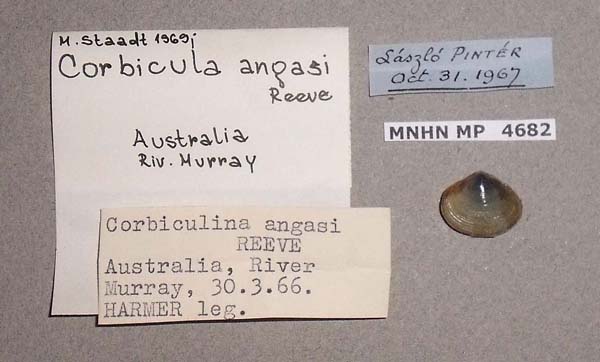 M. Staadt 1969j
Corbicula angasi
Reeve
Australia
Riv. Murray
Corbiculina angasi
REEVE
Australia, River
Murray, 30.3.66.
HARMER leg.
László PINTÉR
Oct. 31. 1967
MNHN MP 4682